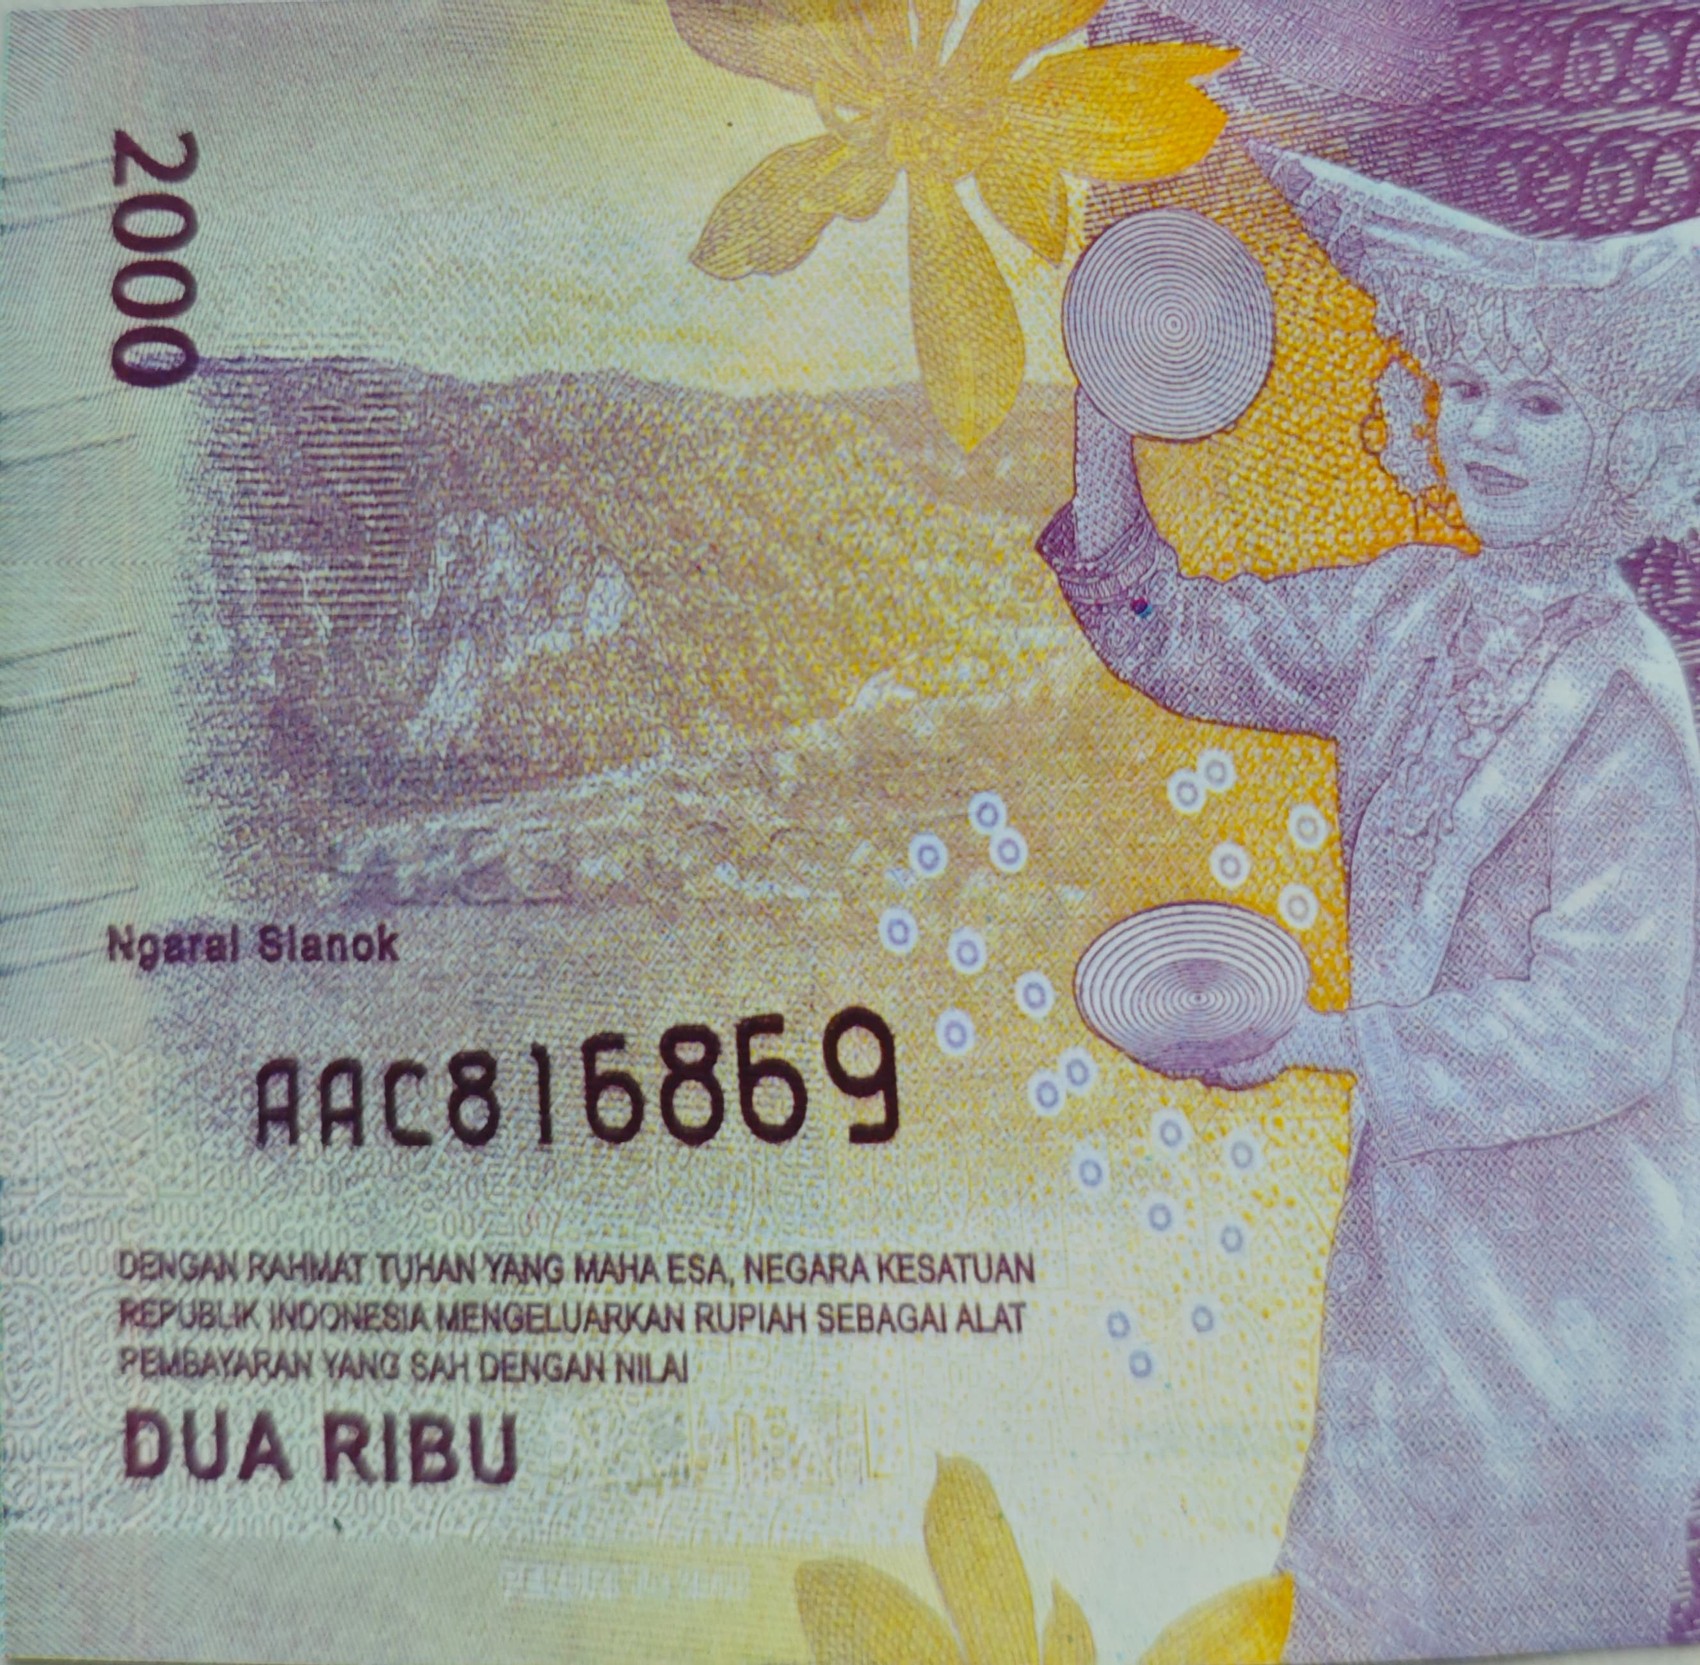 2000
Ngarai Sianok
AAC816869
DENGAN RAHMAT TUHAN YANG MAHA ESA, NEGARA KESATUAN
REPUBLIK INDONESIA MENGELUARKAN RUPIAH SEBAGAI ALAT
PEMBAYARAN YANG SAH DENGAN NILAI
DUA RIBU